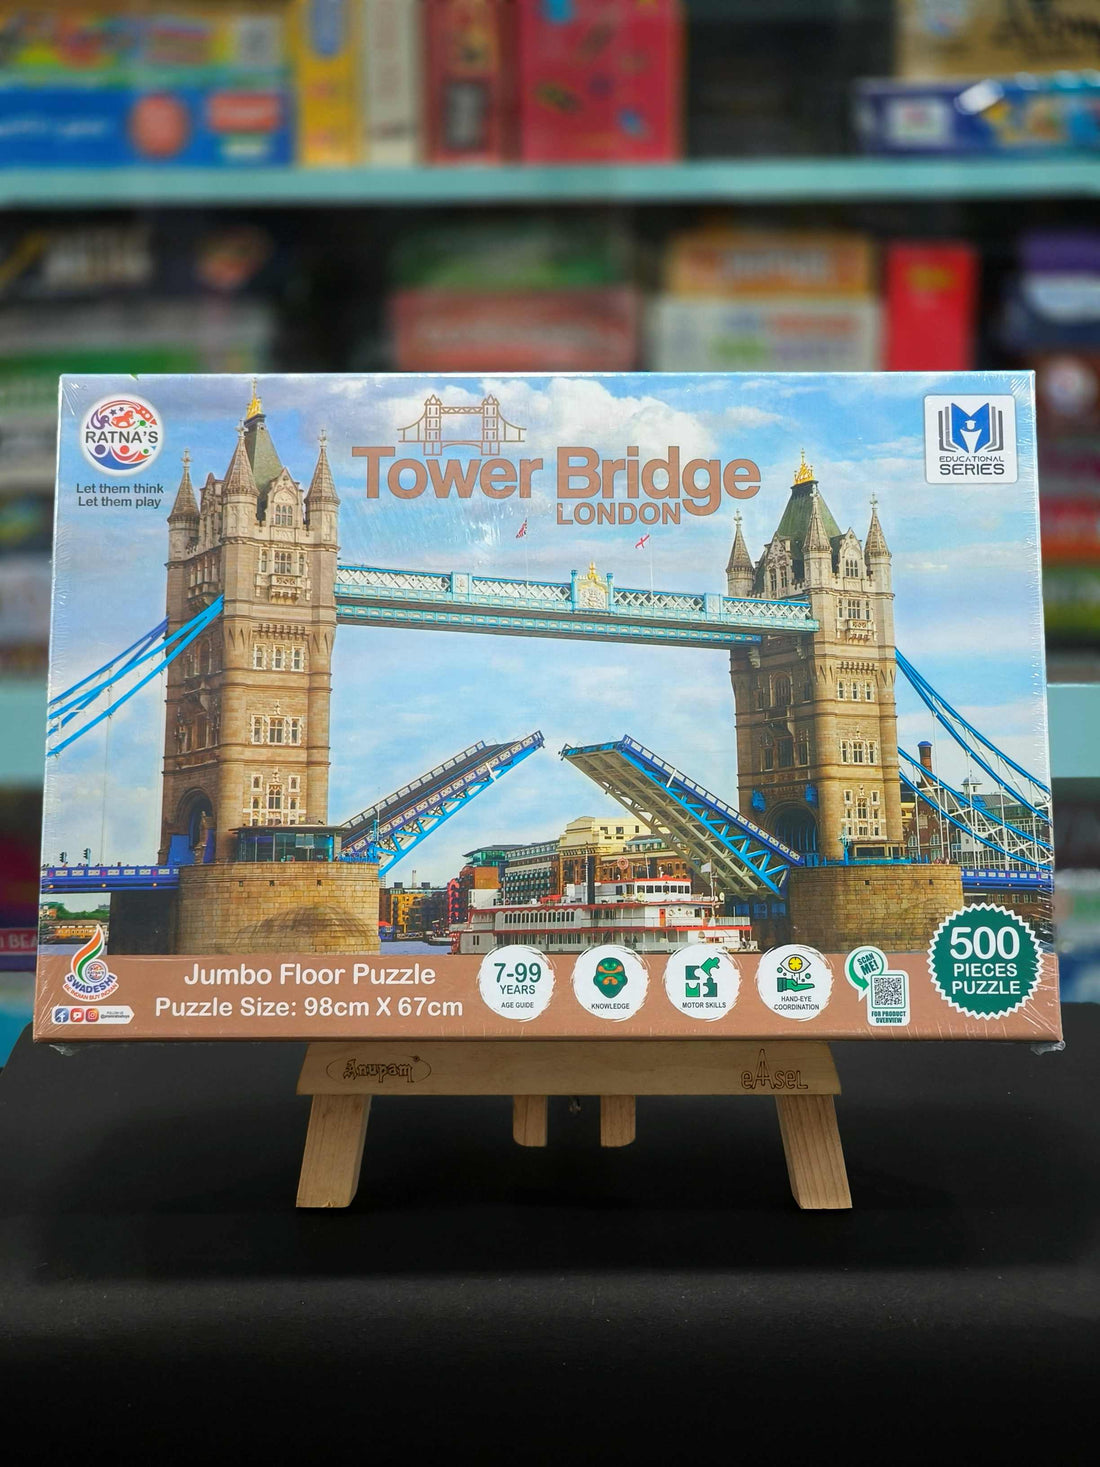 RATNA'S
Let them think
Let them play
Tower Bridge
LONDON
EDUCATIONAL
SERIES
SWADESHI
Jumbo Floor Puzzle
Puzzle Size: 98cm X 67cm
7-99
YEARS
AGE GUIDE
KNOWLEDGE
MOTOR SKILLS
HAND-EYE
COORDINATION
SCAN
ME!
FOR PRODUCT
OVERVIEW
500
PIECES
PUZZLE
Anupam
eAsel